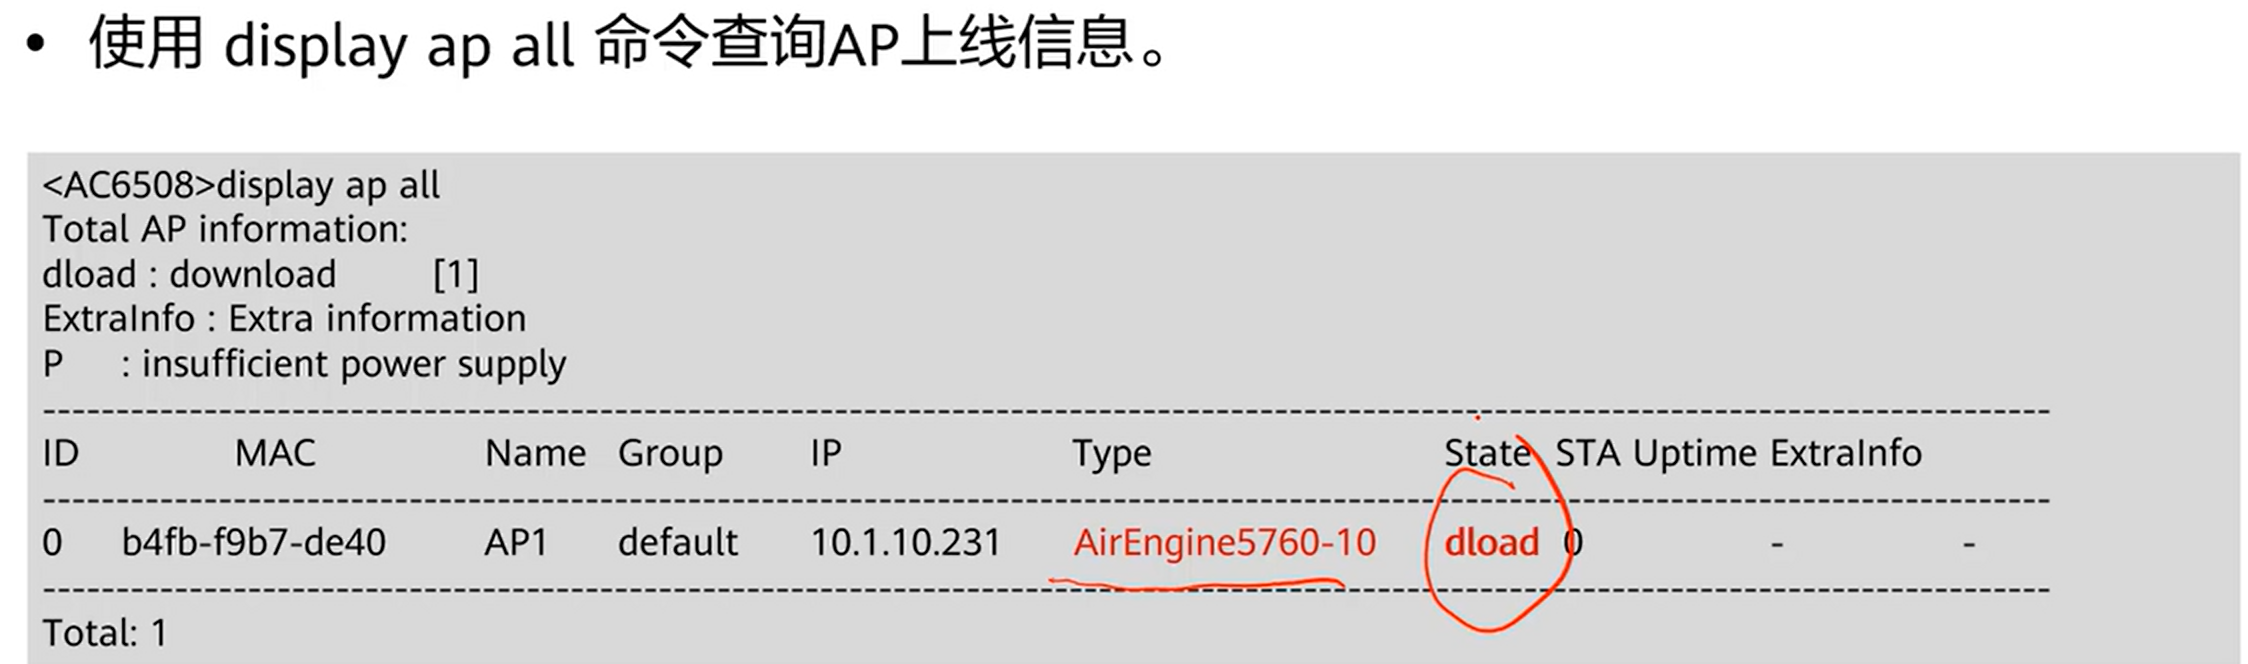 • 使用 display ap all 命令查询AP上线信息。
<AC6508>display ap all
Total AP information:
dload : download [1]
ExtraInfo : Extra information
P : insufficient power supply
--------------------------------------------------------------------------------
ID MAC Name Group IP Type State STA Uptime ExtraInfo
--------------------------------------------------------------------------------
0 b4fb-f9b7-de40 AP1 default 10.1.10.231 AirEngine5760-10 dload 0 - -
--------------------------------------------------------------------------------
Total: 1